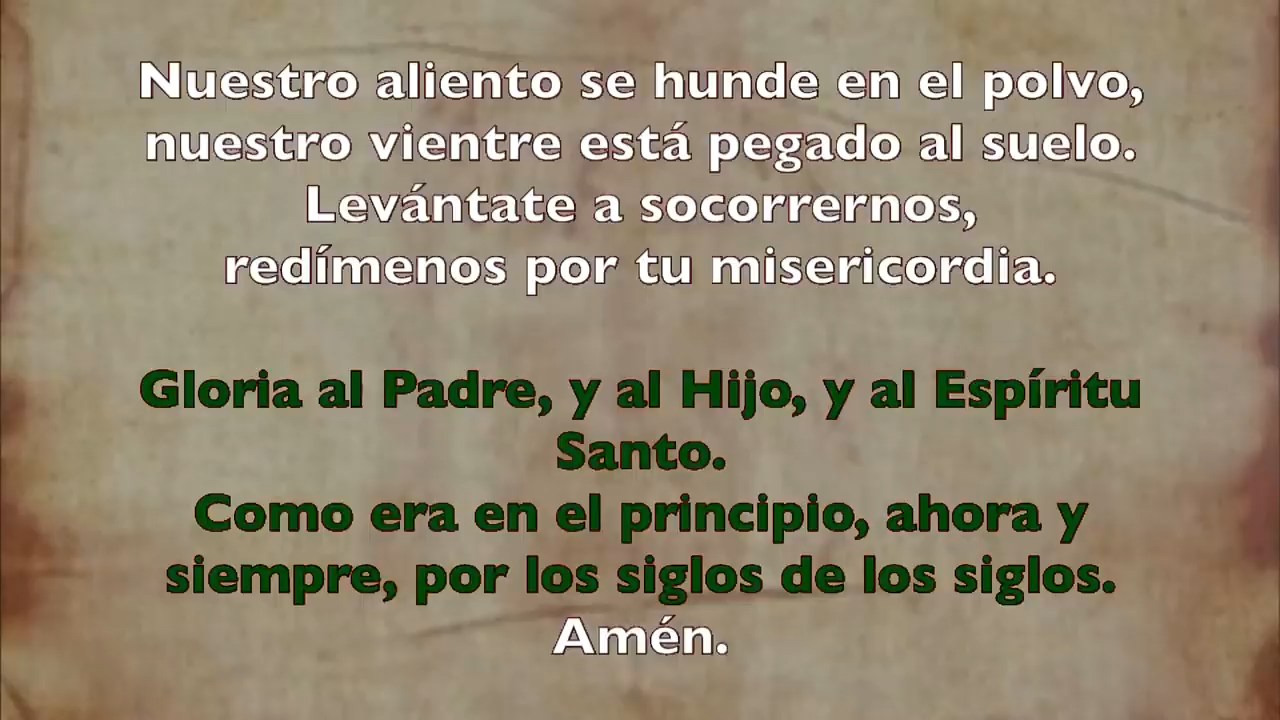 Nuestro aliento se hunde en el polvo,
nuestro vientre está pegado al suelo.
Levántate a socorrernos,
redímenos por tu misericordia.
Gloria al Padre, y al Hijo, y al Espíritu
Santo.
Como era en el principio, ahora y
siempre, por los siglos de los siglos.
Amén.